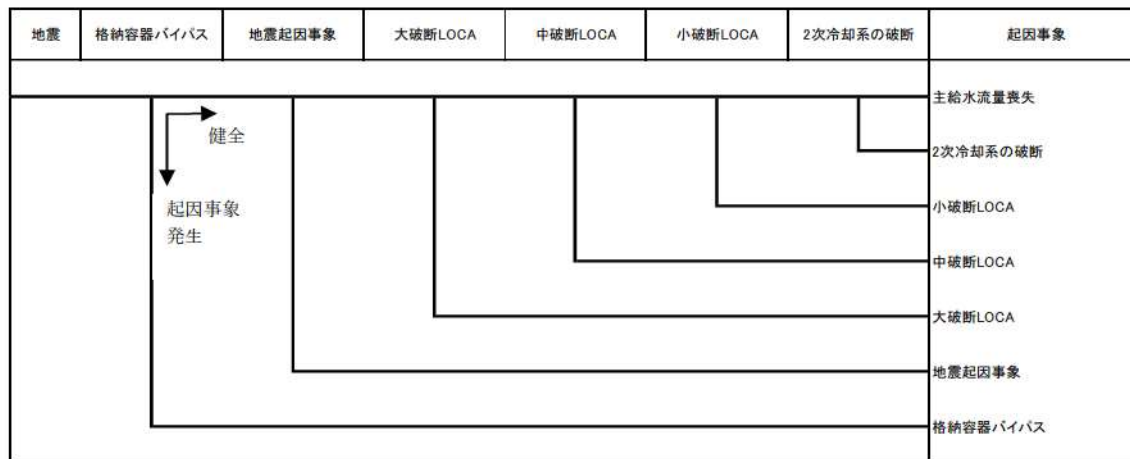 地震 格納容器バイパス 地震起因事象 大破断LOCA 中破断LOCA 小破断LOCA 2次冷却系の破断 起因事象
主給水流量喪失
健全
2次冷却系の破断
起因事象
発生
小破断LOCA
中破断LOCA
大破断LOCA
地震起因事象
格納容器バイパス